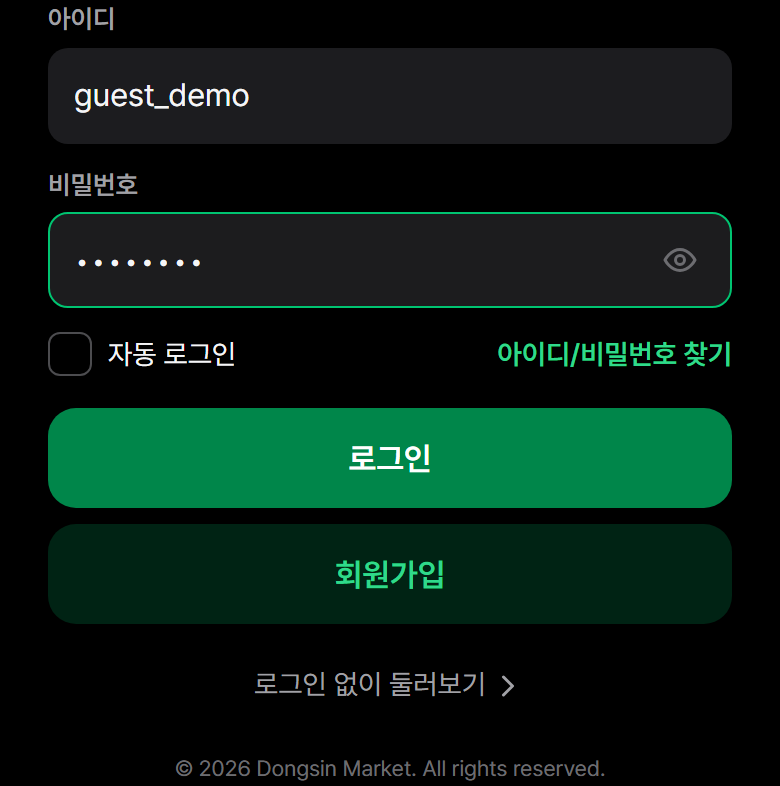 아이디
guest_demo
비밀번호
••••••••
자동 로그인
아이디/비밀번호 찾기
로그인
회원가입
로그인 없이 둘러보기
© 2026 Dongsin Market. All rights reserved.